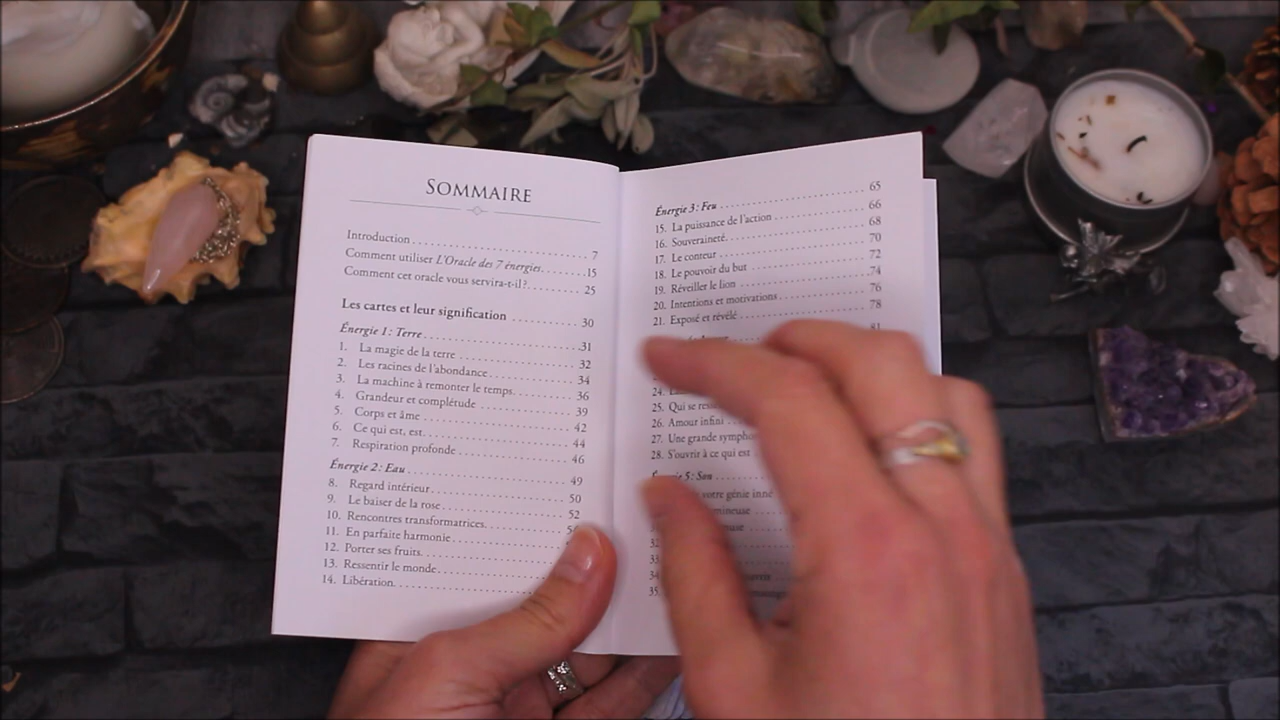 SOMMAIRE
Introduction 7
Comment utiliser L'Oracle des 7 énergies 15
Comment cet oracle vous servira-t-il ? 25
Les cartes et leur signification 30
Énergie 1 : Terre 31
1. La magie de la terre 32
2. Les racines de l'abondance 34
3. La machine à remonter le temps 36
4. Grandeur et complétude 39
5. Corps et âme 42
6. Ce qui est, est 44
7. Respiration profonde 46
Énergie 2 : Eau 49
8. Regard intérieur 50
9. Le baiser de la rose 52
10. Rencontres transformatrices
11. En parfaite harmonie
12. Porter ses fruits
13. Ressentir le monde
14. Libération
Énergie 3 : Feu 65
15. La puissance de l'action 66
16. Souveraineté 68
17. Le conteur 70
18. Le pouvoir du but 72
19. Réveiller le lion 74
20. Intentions et motivations 76
21. Exposé et révélé 78
81
24.
25. Qui se
26. Amour infini
27. Une grande
28. S'ouvrir à ce qui est
5 : Son
votre génie inné
35.